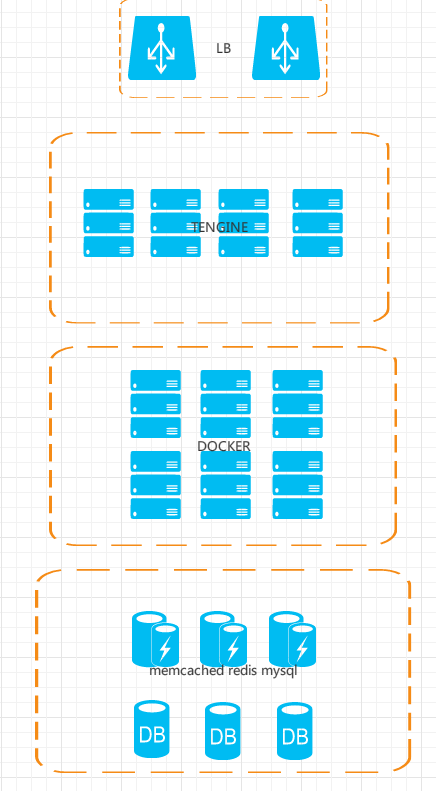 LB
TENGINE
DOCKER
memcached redis mysql
DB
DB
DB